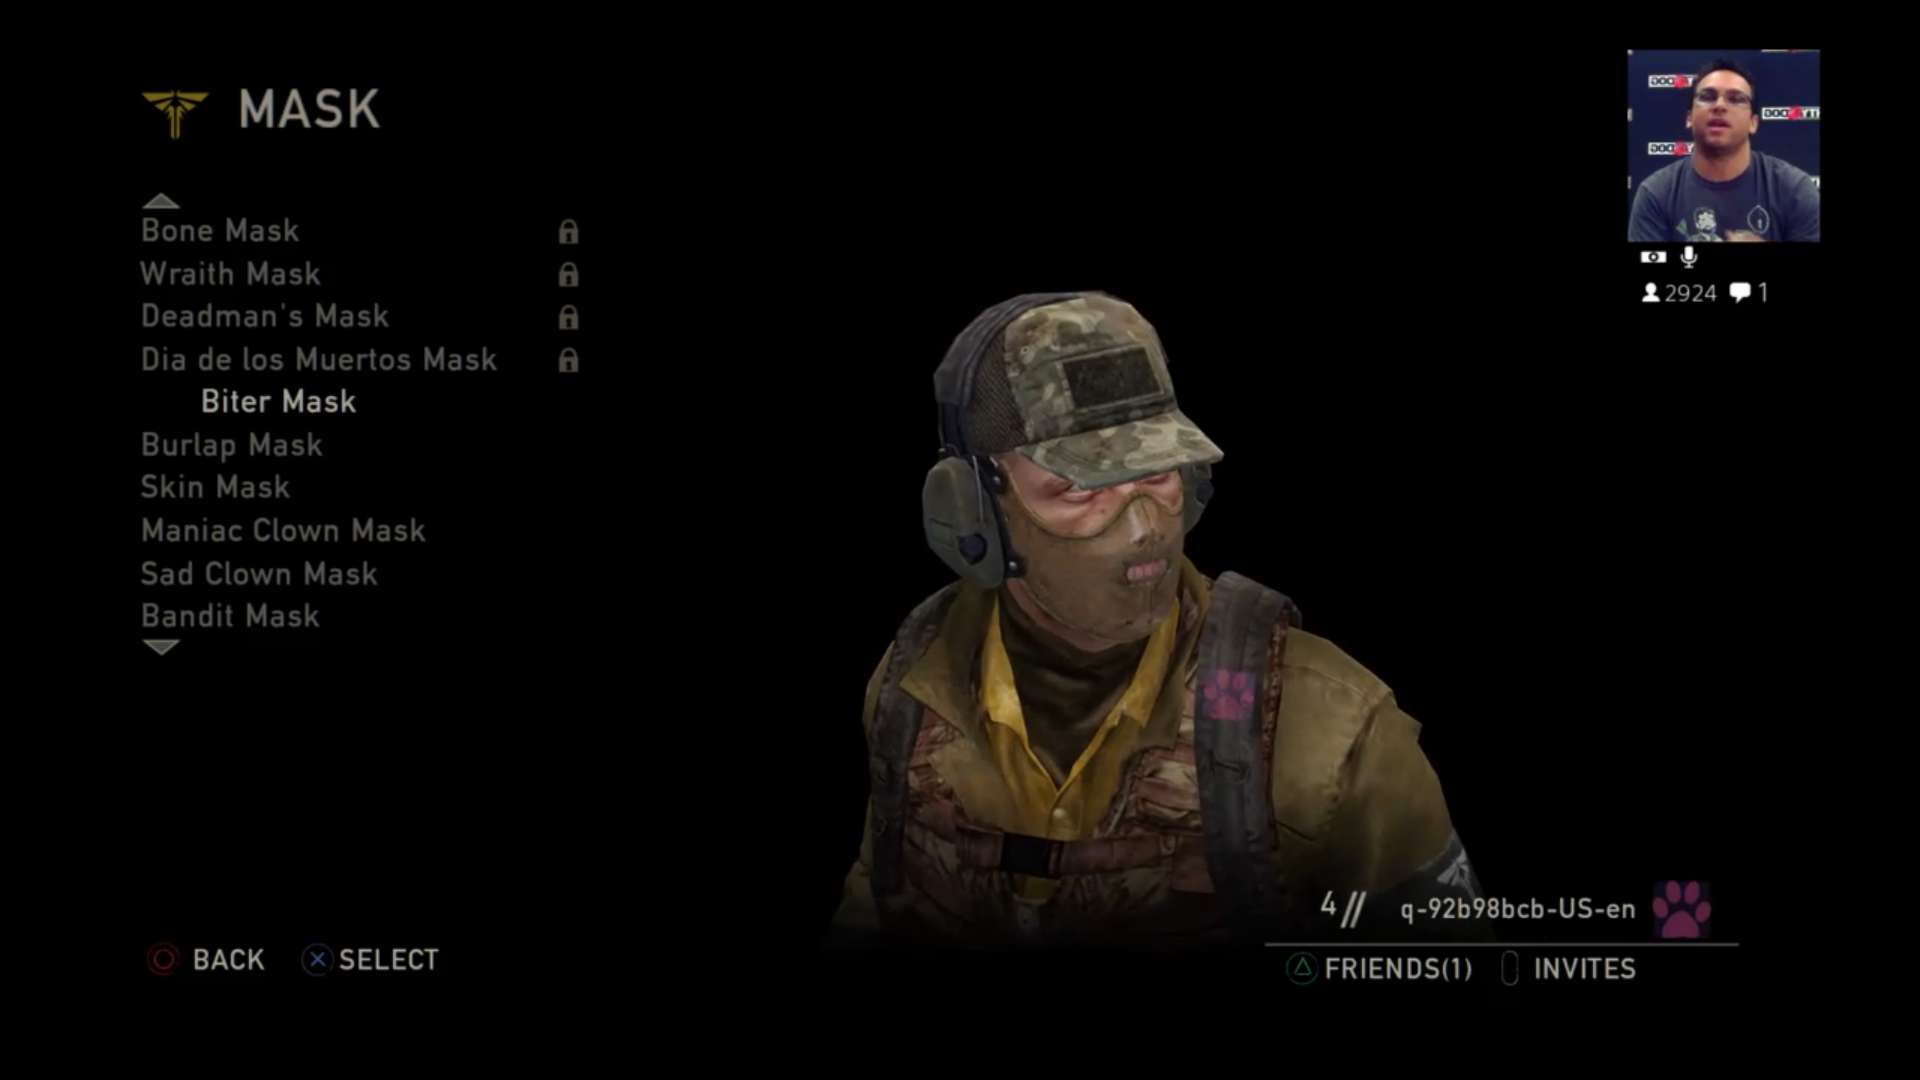 MASK
Bone Mask
Wraith Mask
Deadman's Mask
Dia de los Muertos Mask
Biter Mask
Burlap Mask
Skin Mask
Maniac Clown Mask
Sad Clown Mask
Bandit Mask
2924 1
4// q-92b98bcb-US-en
BACK SELECT
FRIENDS(1) INVITES